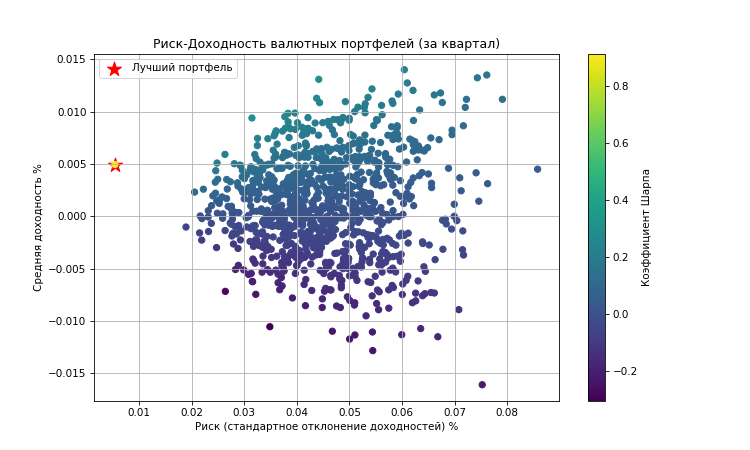 Риск-Доходность валютных портфелей (за квартал)
Лучший портфель
0.015
0.010
0.005
0.000
−0.005
−0.010
−0.015
Средняя доходность %
0.01 0.02 0.03 0.04 0.05 0.06 0.07 0.08
Риск (стандартное отклонение доходностей) %
0.8
0.6
0.4
0.2
0.0
−0.2
Коэффициент Шарпа